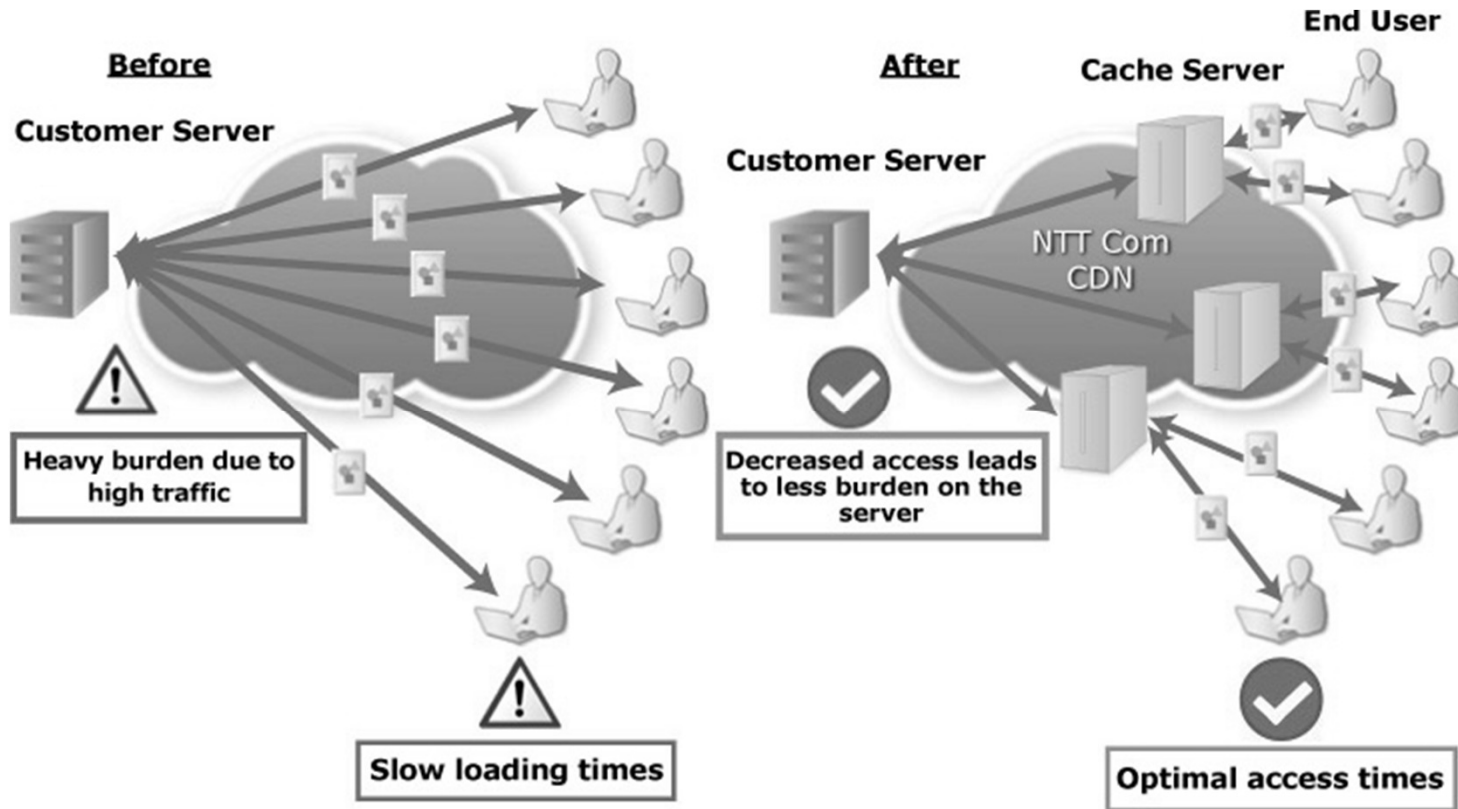 Before
Customer Server
Heavy burden due to
high traffic
Slow loading times
After
End User
Cache Server
Customer Server
NTT Com
CDN
Decreased access leads
to less burden on the
server
Optimal access times